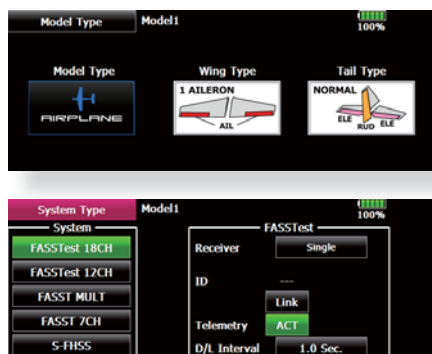 Model Type Model1 100%
Model Type Wing Type Tail Type
AIRPLANE
1 AILERON
AIL
NORMAL
ELE RUD ELE
System Type Model1 100%
System
FASSTest 18CH
FASSTest 12CH
FASST MULT
FASST 7CH
S-FHSS
FASSTest
Receiver Single
ID ---
Link
Telemetry ACT
D/L Interval 1.0 Sec.